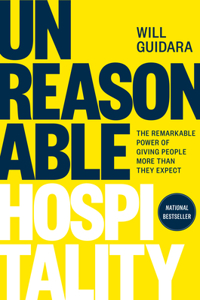 UN
REASON
ABLE
HOSPI
TALITY
WILL
GUIDARA
THE REMARKABLE
POWER OF
GIVING PEOPLE
MORE THAN
THEY EXPECT
NATIONAL
BESTSELLER